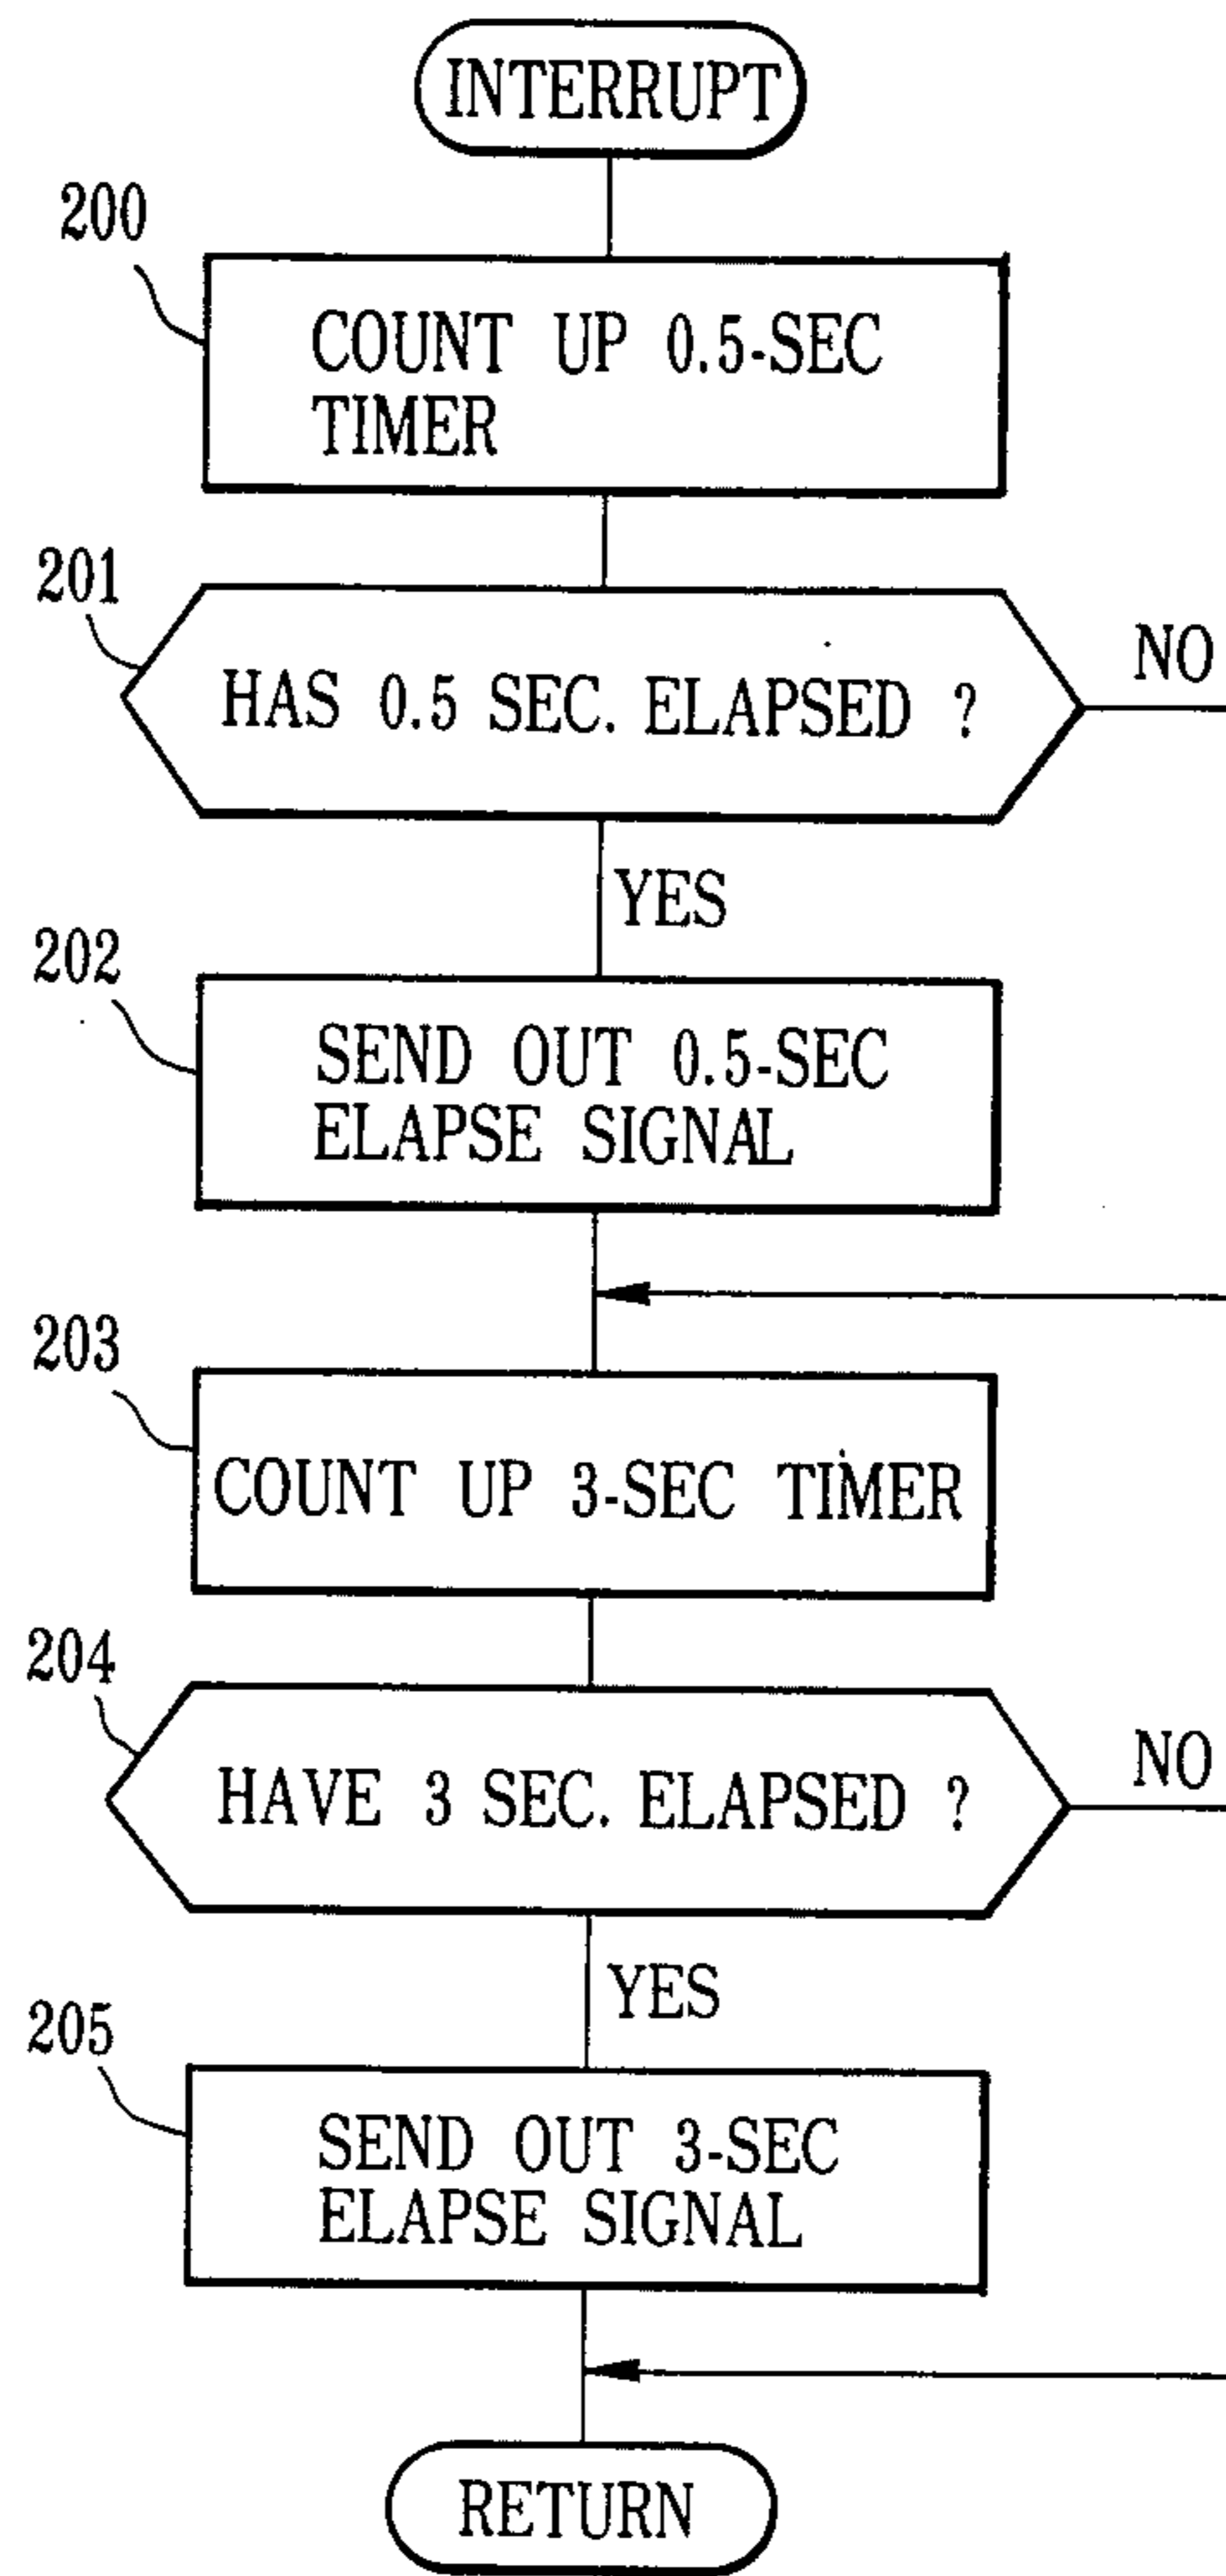 INTERRUPT
200
COUNT UP 0.5-SEC
TIMER
201
HAS 0.5 SEC. ELAPSED ?
NO
YES
202
SEND OUT 0.5-SEC
ELAPSE SIGNAL
203
COUNT UP 3-SEC TIMER
204
HAVE 3 SEC. ELAPSED ?
NO
YES
205
SEND OUT 3-SEC
ELAPSE SIGNAL
RETURN